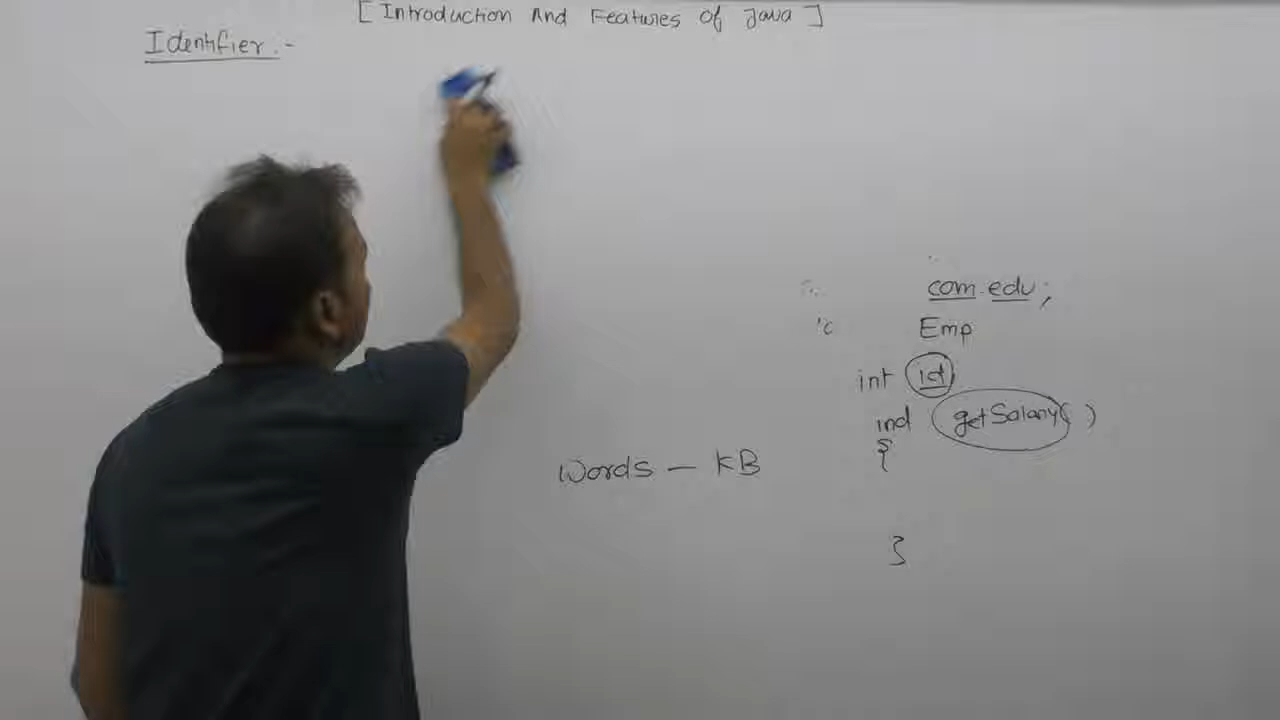 [ Introduction And Features Of Java ]
Identifier :-
com.edu;
Emp
int id
ind getSalary( )
{
Words — KB
}